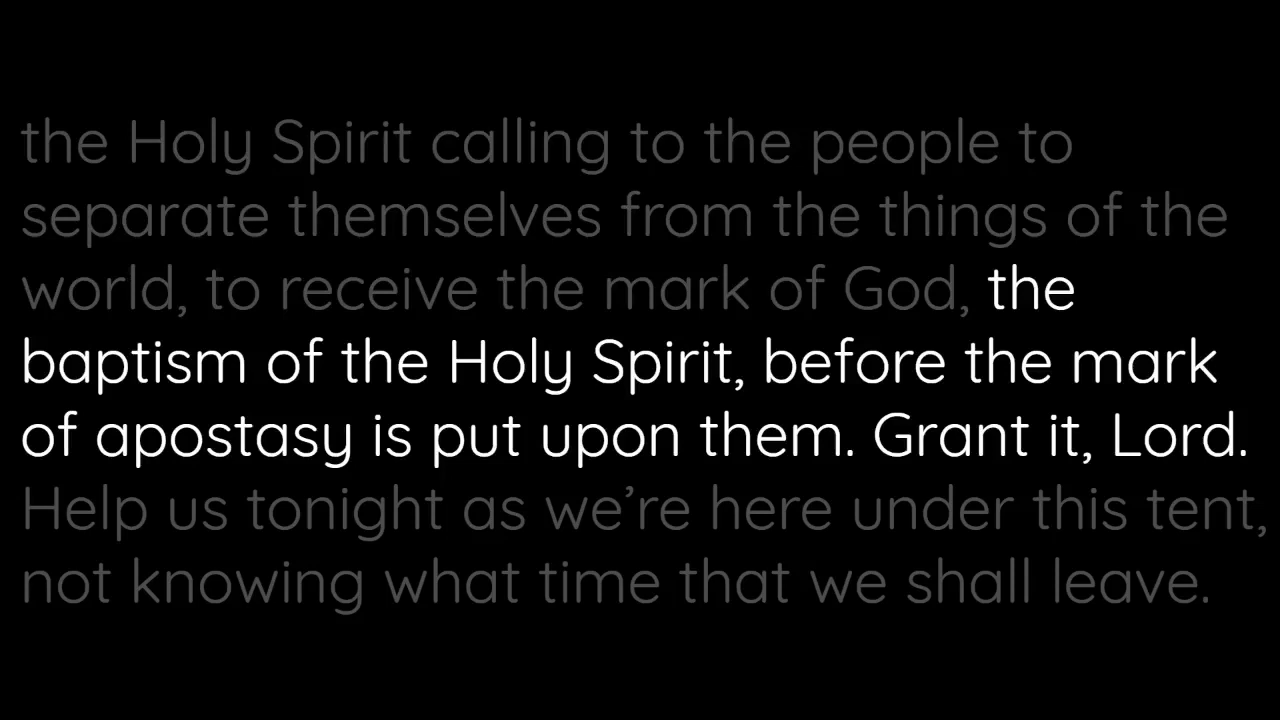 the Holy Spirit calling to the people to
separate themselves from the things of the
world, to receive the mark of God, the
baptism of the Holy Spirit, before the mark
of apostasy is put upon them. Grant it, Lord.
Help us tonight as we’re here under this tent,
not knowing what time that we shall leave.